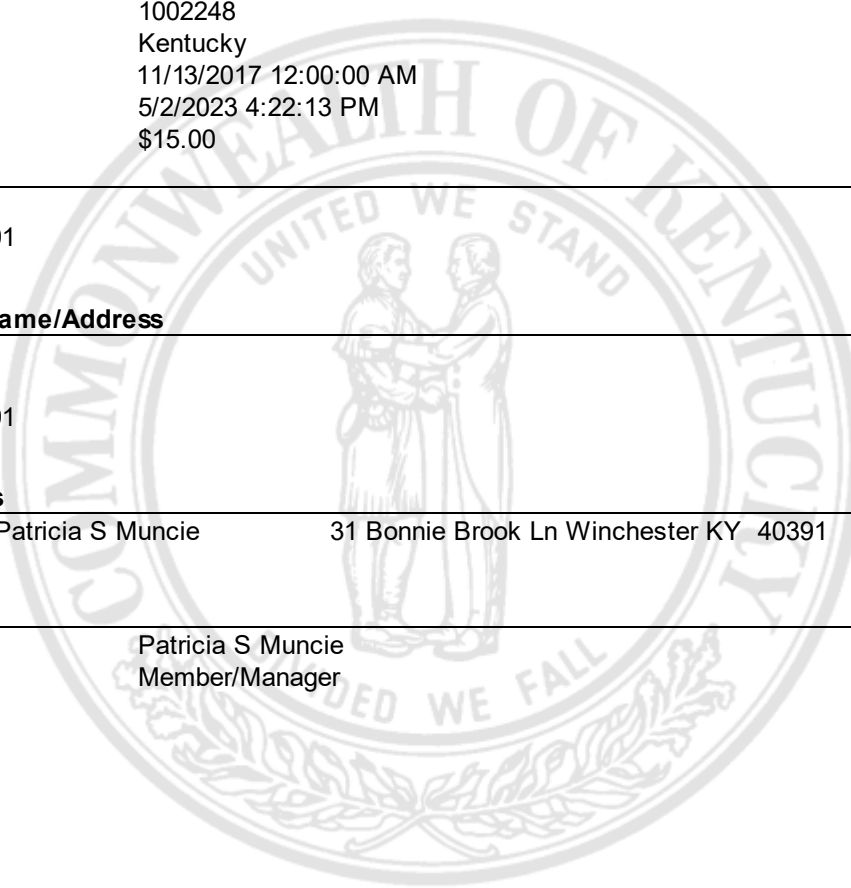 1002248
Kentucky
11/13/2017 12:00:00 AM
5/2/2023 4:22:13 PM
$15.00
01
ame/Address
01
s
Patricia S Muncie 31 Bonnie Brook Ln Winchester KY 40391
Patricia S Muncie
Member/Manager
COMMONWEALTH OF KENTUCKY
UNITED WE STAND
DIVIDED WE FALL